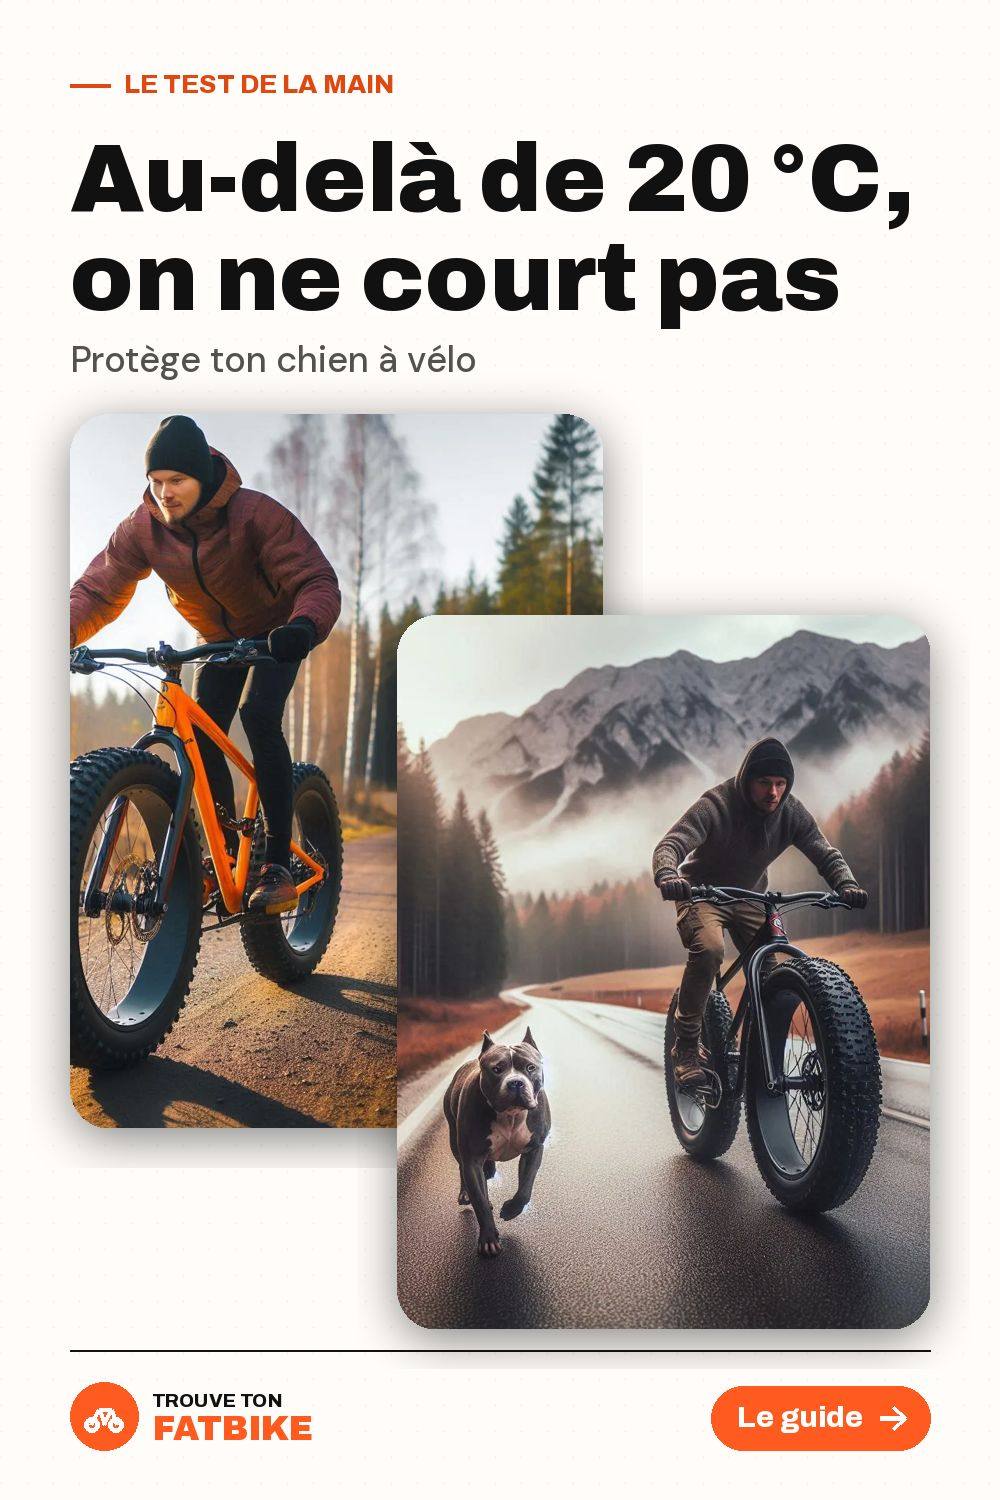 LE TEST DE LA MAIN
Au-delà de 20 °C,
on ne court pas
Protège ton chien à vélo
TROUVE TON
FATBIKE
Le guide →